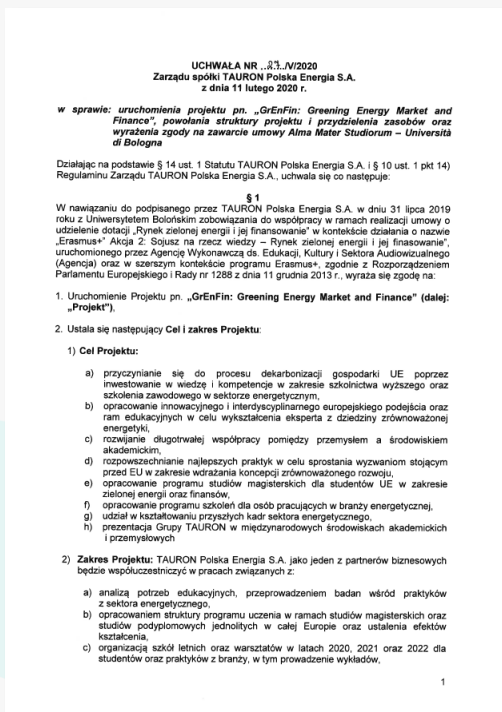 UCHWAŁA NR ..87../V/2020
Zarządu spółki TAURON Polska Energia S.A.
z dnia 11 lutego 2020 r.
w sprawie: uruchomienia projektu pn. „GrEnFin: Greening Energy Market and
Finance", powołania struktury projektu i przydzielenia zasobów oraz
wyrażenia zgody na zawarcie umowy Alma Mater Studiorum – Università
di Bologna
Działając na podstawie § 14 ust. 1 Statutu TAURON Polska Energia S.A. i § 10 ust. 1 pkt 14)
Regulaminu Zarządu TAURON Polska Energia S.A., uchwala się co następuje:
§ 1
W nawiązaniu do podpisanego przez TAURON Polska Energia S.A. w dniu 31 lipca 2019
roku z Uniwersytetem Bolońskim zobowiązania do współpracy w ramach realizacji umowy o
udzielenie dotacji „Rynek zielonej energii i jej finansowanie" w kontekście działania o nazwie
„Erasmus+" Akcja 2: Sojusz na rzecz wiedzy – Rynek zielonej energii i jej finasowanie",
uruchomionego przez Agencję Wykonawczą ds. Edukacji, Kultury i Sektora Audiowizualnego
(Agencja) oraz w szerszym kontekście programu Erasmus+, zgodnie z Rozporządzeniem
Parlamentu Europejskiego i Rady nr 1288 z dnia 11 grudnia 2013 r., wyraża się zgodę na:
1. Uruchomienie Projektu pn. „GrEnFin: Greening Energy Market and Finance" (dalej:
„Projekt"),
2. Ustala się następujący Cel i zakres Projektu:
1) Cel Projektu:
a) przyczynianie się do procesu dekarbonizacji gospodarki UE poprzez
inwestowanie w wiedzę i kompetencje w zakresie szkolnictwa wyższego oraz
szkolenia zawodowego w sektorze energetycznym,
b) opracowanie innowacyjnego i interdyscyplinarnego europejskiego podejścia oraz
ram edukacyjnych w celu wykształcenia eksperta z dziedziny zrównoważonej
energetyki,
c) rozwijanie długotrwałej współpracy pomiędzy przemysłem a środowiskiem
akademickim,
d) rozpowszechnianie najlepszych praktyk w celu sprostania wyzwaniom stojącym
przed EU w zakresie wdrażania koncepcji zrównoważonego rozwoju,
e) opracowanie programu studiów magisterskich dla studentów UE w zakresie
zielonej energii oraz finansów,
f) opracowanie programu szkoleń dla osób pracujących w branży energetycznej,
g) udział w kształtowaniu przyszłych kadr sektora energetycznego,
h) prezentacja Grupy TAURON w międzynarodowych środowiskach akademickich
i przemysłowych
2) Zakres Projektu: TAURON Polska Energia S.A. jako jeden z partnerów biznesowych
będzie współuczestniczyć w pracach związanych z:
a) analizą potrzeb edukacyjnych, przeprowadzeniem badan wśród praktyków
z sektora energetycznego,
b) opracowaniem struktury programu uczenia w ramach studiów magisterskich oraz
studiów podyplomowych jednolitych w całej Europie oraz ustalenia efektów
kształcenia,
c) organizacją szkół letnich oraz warsztatów w latach 2020, 2021 oraz 2022 dla
studentów oraz praktyków z branży, w tym prowadzenie wykładów,
1